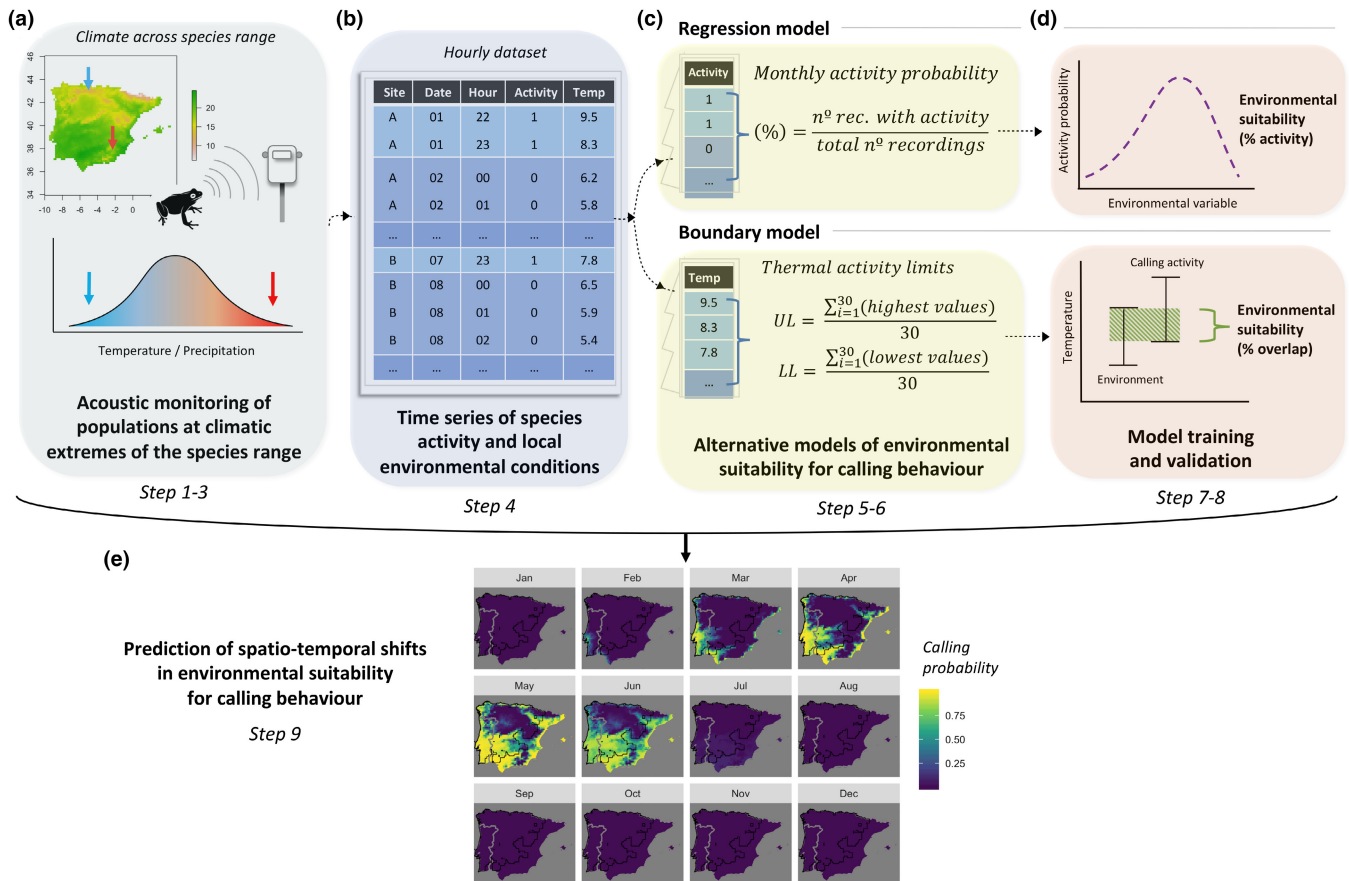 (a)
Climate across species range
46
44
42
40
38
36
34
-10 -8 -6 -4 -2 0
20
15
10
Temperature / Precipitation
Acoustic monitoring of
populations at climatic
extremes of the species range
Step 1-3
(b)
Hourly dataset
Site Date Hour Activity Temp
A 01 22 1 9.5
A 01 23 1 8.3
A 02 00 0 6.2
A 02 01 0 5.8
... ... ... ... ...
B 07 23 1 7.8
B 08 00 0 6.5
B 08 01 0 5.9
B 08 02 0 5.4
... ... ... ... ...
Time series of species
activity and local
environmental conditions
Step 4
(c)
Regression model
Activity
1
1
0
...
Monthly activity probability
(%) = nº rec. with activity
total nº recordings
Boundary model
Temp
9.5
8.3
7.8
...
Thermal activity limits
UL = ∑³⁰ᵢ₌₁(highest values)
30
LL = ∑³⁰ᵢ₌₁(lowest values)
30
Alternative models of environmental
suitability for calling behaviour
Step 5-6
(d)
Activity probability
Environmental variable
Environmental
suitability
(% activity)
Temperature
Calling activity
Environment
Environmental
suitability
(% overlap)
Model training
and validation
Step 7-8
(e)
Prediction of spatio-temporal shifts
in environmental suitability
for calling behaviour
Step 9
Jan Feb Mar Apr
May Jun Jul Aug
Sep Oct Nov Dec
Calling
probability
0.75
0.50
0.25